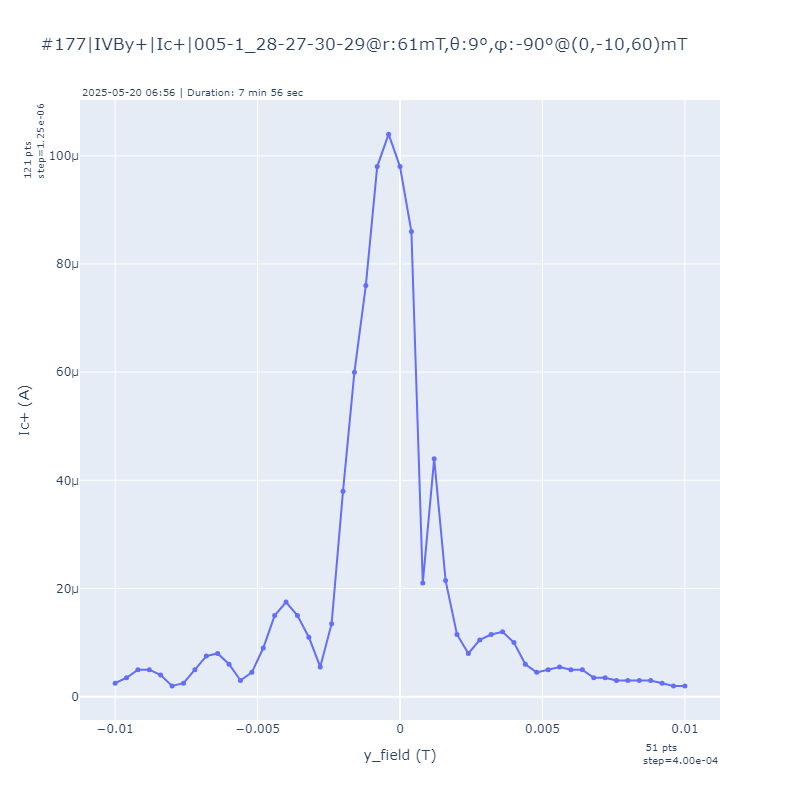 #177|IVBy+|Ic+|005-1_28-27-30-29@r:61mT,θ:9°,φ:-90°@(0,-10,60)mT
2025-05-20 06:56 | Duration: 7 min 56 sec
121 pts
step=1.25e-06
100μ
80μ
60μ
40μ
20μ
0
Ic+ (A)
−0.01
−0.005
0
0.005
0.01
y_field (T)
51 pts
step=4.00e-04